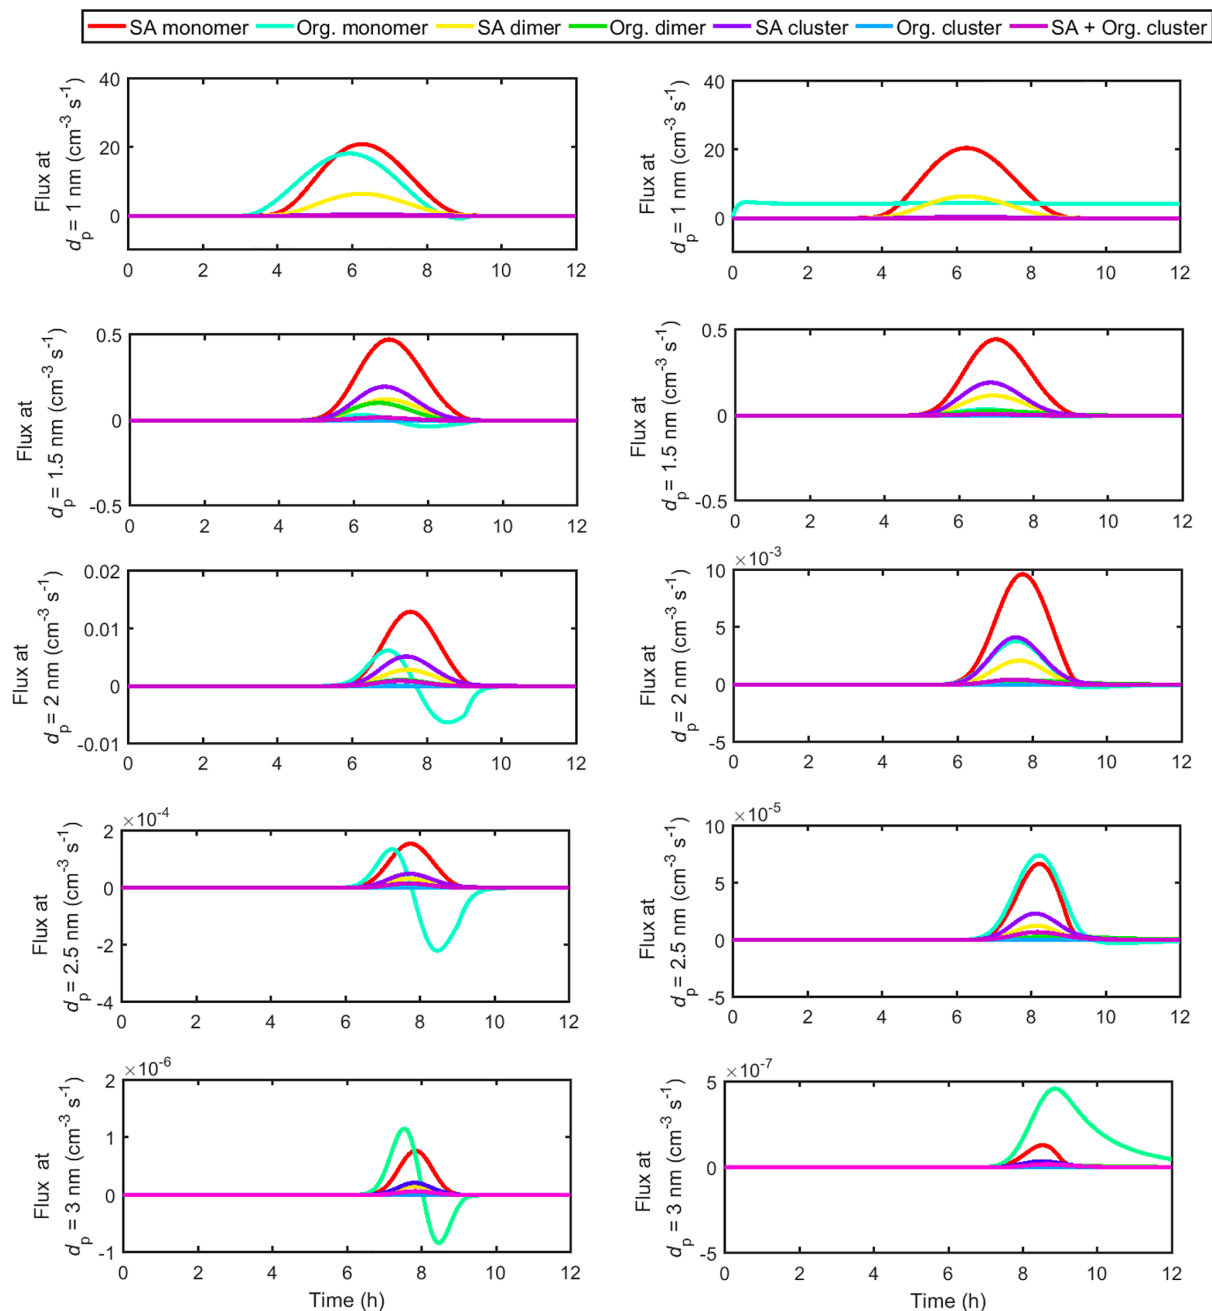 SA monomer Org. monomer SA dimer Org. dimer SA cluster Org. cluster SA + Org. cluster
Flux at
dp = 1 nm (cm-3 s-1)
40
20
0
0 2 4 6 8 10 12
Flux at
dp = 1 nm (cm-3 s-1)
40
20
0
0 2 4 6 8 10 12
Flux at
dp = 1.5 nm (cm-3 s-1)
0.5
0
-0.5
0 2 4 6 8 10 12
Flux at
dp = 1.5 nm (cm-3 s-1)
0.5
0
-0.5
0 2 4 6 8 10 12
Flux at
dp = 2 nm (cm-3 s-1)
0.02
0.01
0
-0.01
0 2 4 6 8 10 12
Flux at
dp = 2 nm (cm-3 s-1)
×10-3
10
5
0
-5
0 2 4 6 8 10 12
Flux at
dp = 2.5 nm (cm-3 s-1)
×10-4
2
0
-2
-4
0 2 4 6 8 10 12
Flux at
dp = 2.5 nm (cm-3 s-1)
×10-5
10
5
0
-5
0 2 4 6 8 10 12
Flux at
dp = 3 nm (cm-3 s-1)
×10-6
2
1
0
-1
0 2 4 6 8 10 12
Time (h)
Flux at
dp = 3 nm (cm-3 s-1)
×10-7
5
0
-5
0 2 4 6 8 10 12
Time (h)